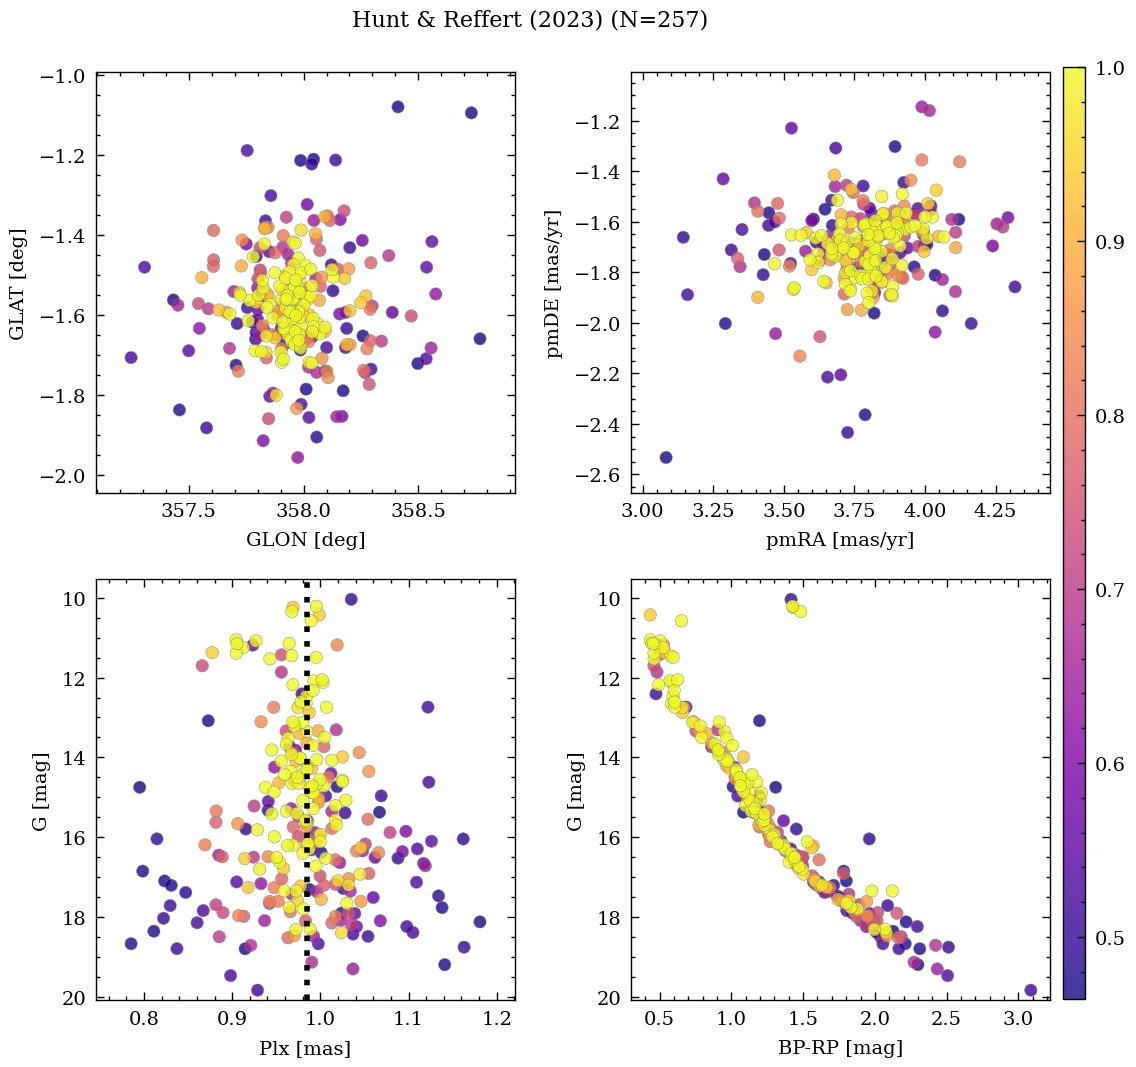 Hunt & Reffert (2023) (N=257)
−1.0
−1.2
−1.4
−1.6
−1.8
−2.0
GLAT [deg]
357.5 358.0 358.5
GLON [deg]
−1.2
−1.4
−1.6
−1.8
−2.0
−2.2
−2.4
−2.6
pmDE [mas/yr]
3.00 3.25 3.50 3.75 4.00 4.25
pmRA [mas/yr]
10
12
14
16
18
20
G [mag]
0.8 0.9 1.0 1.1 1.2
Plx [mas]
10
12
14
16
18
20
G [mag]
0.5 1.0 1.5 2.0 2.5 3.0
BP-RP [mag]
1.0
0.9
0.8
0.7
0.6
0.5